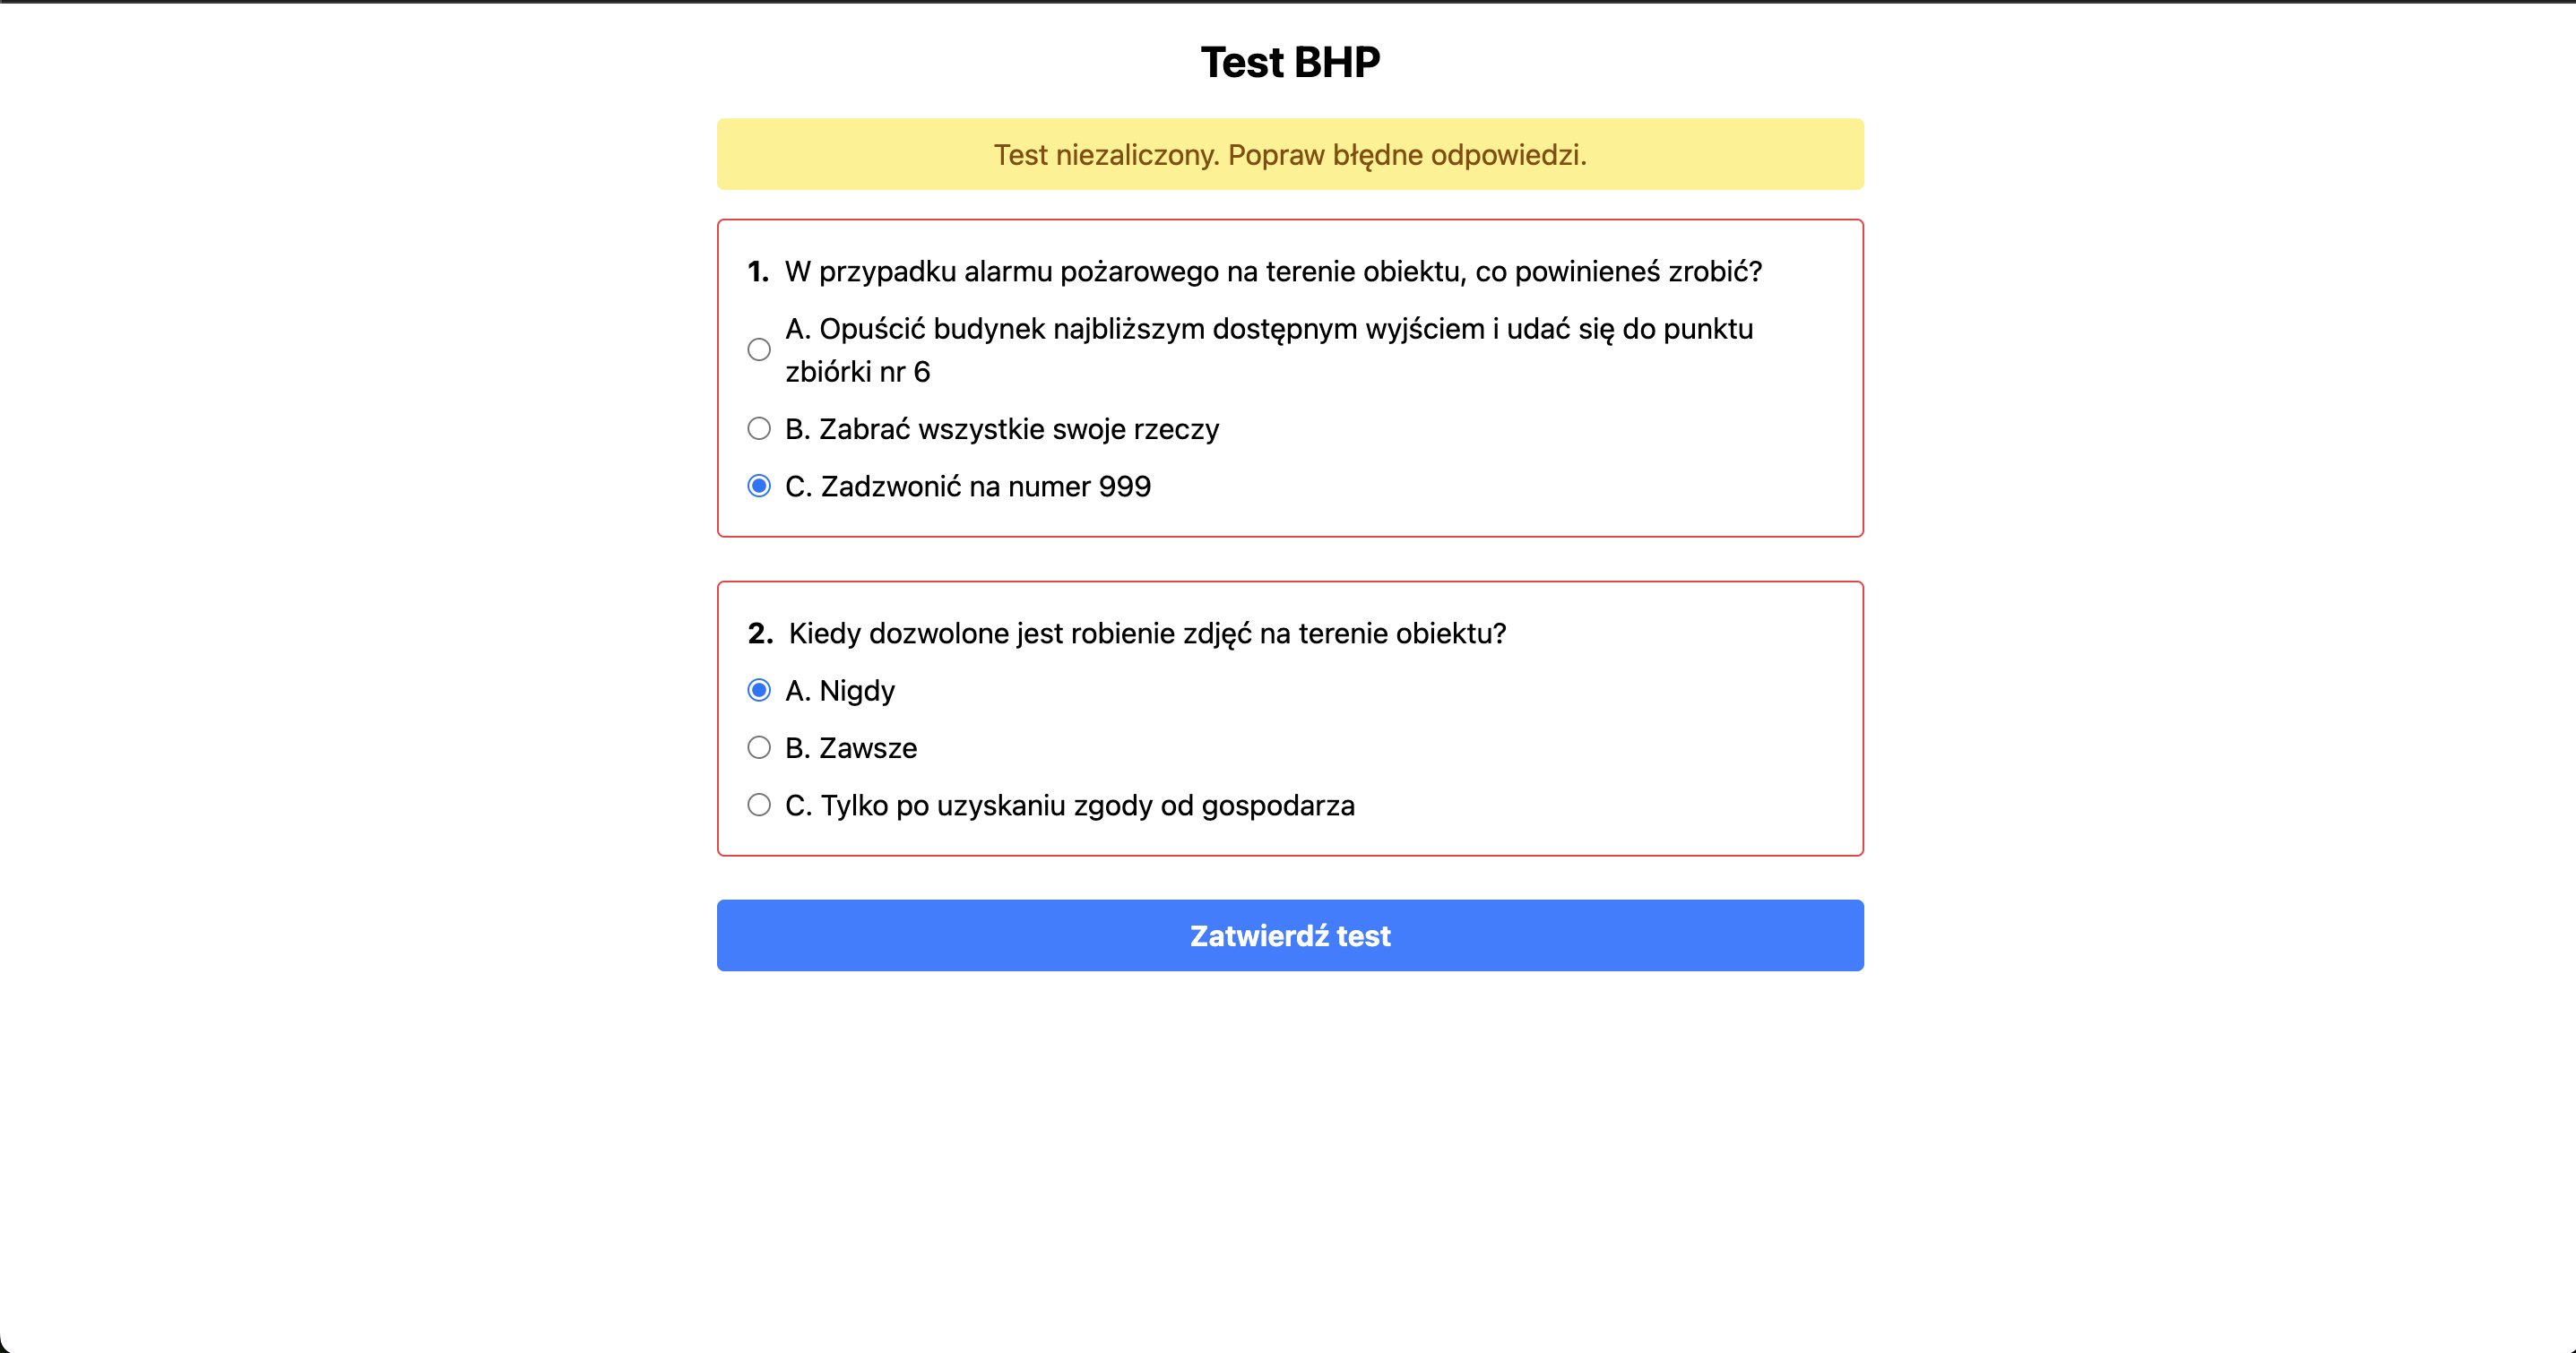 Test BHP
Test niezaliczony. Popraw błędne odpowiedzi.
1. W przypadku alarmu pożarowego na terenie obiektu, co powinieneś zrobić?
A. Opuścić budynek najbliższym dostępnym wyjściem i udać się do punktu
zbiórki nr 6
B. Zabrać wszystkie swoje rzeczy
C. Zadzwonić na numer 999
2. Kiedy dozwolone jest robienie zdjęć na terenie obiektu?
A. Nigdy
B. Zawsze
C. Tylko po uzyskaniu zgody od gospodarza
Zatwierdź test